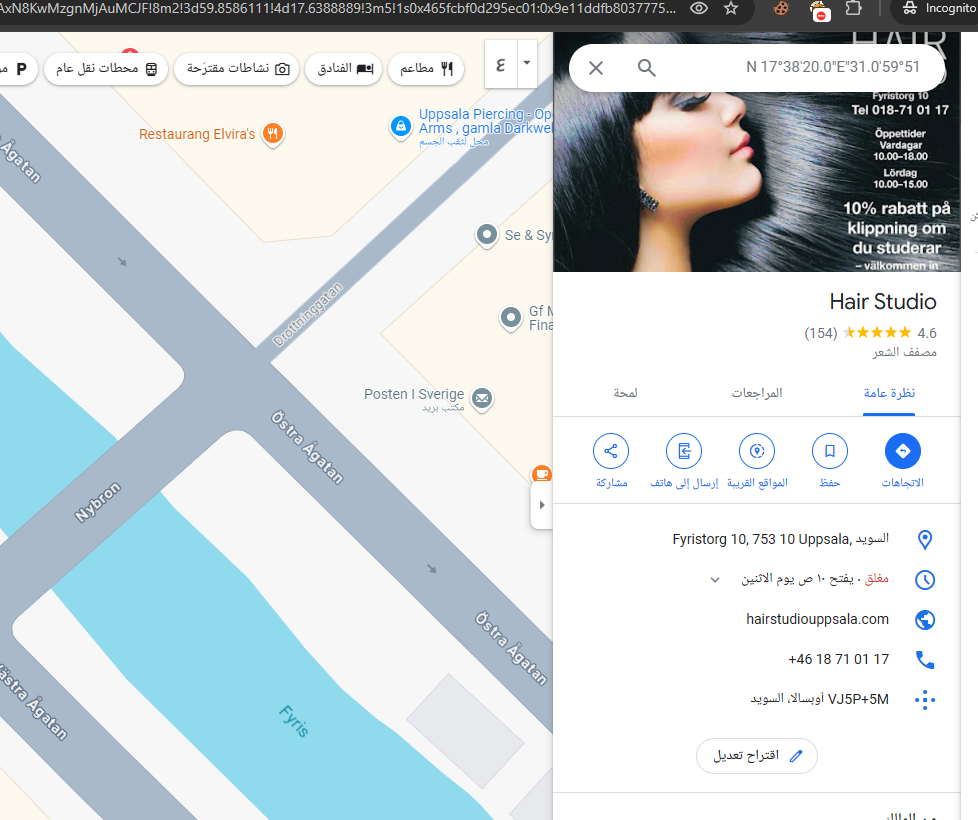 AxN8KwMzgnMjAuMCJF!8m2!3d59.8586111!4d17.6388889!3m5!1s0x465fcbf0d295ec01:0x9e11ddfb8037775...
Incognito
مطاعم
الفنادق
نشاطات مقترَحة
محطات نقل عام
P
٤
59°51'31.0"N 17°38'20.0"E
HAIR
Fyristorg 10
Tel 018-71 01 17
Öppettider
Vardagar
10.00–18.00
Lördag
10.00–15.00
10% rabatt på
klippning om
du studerar
– välkommen in
Hair Studio
4.6 (154)
مصفف الشعر
نظرة عامة
المراجعات
لمحة
الاتجاهات
حفظ
المواقع القريبة
إرسال إلى هاتف
مشاركة
Fyristorg 10, 753 10 Uppsala, السويد
مغلق ⋅ يفتح ١٠ ص يوم الاثنين
hairstudiouppsala.com
+46 18 71 01 17
VJ5P+5M أوبسالا، السويد
اقتراح تعديل
من المالك
Restaurang Elvira's
Uppsala Piercing - Op
Arms , gamla Darkwel
محل لثقب الجسم
Ågatan
Se & Syn
Drottninggatan
Gf M
Fina
Posten I Sverige
مكتب بريد
Östra Ågatan
Nybron
Östra Ågatan
Västra Ågatan
Fyris